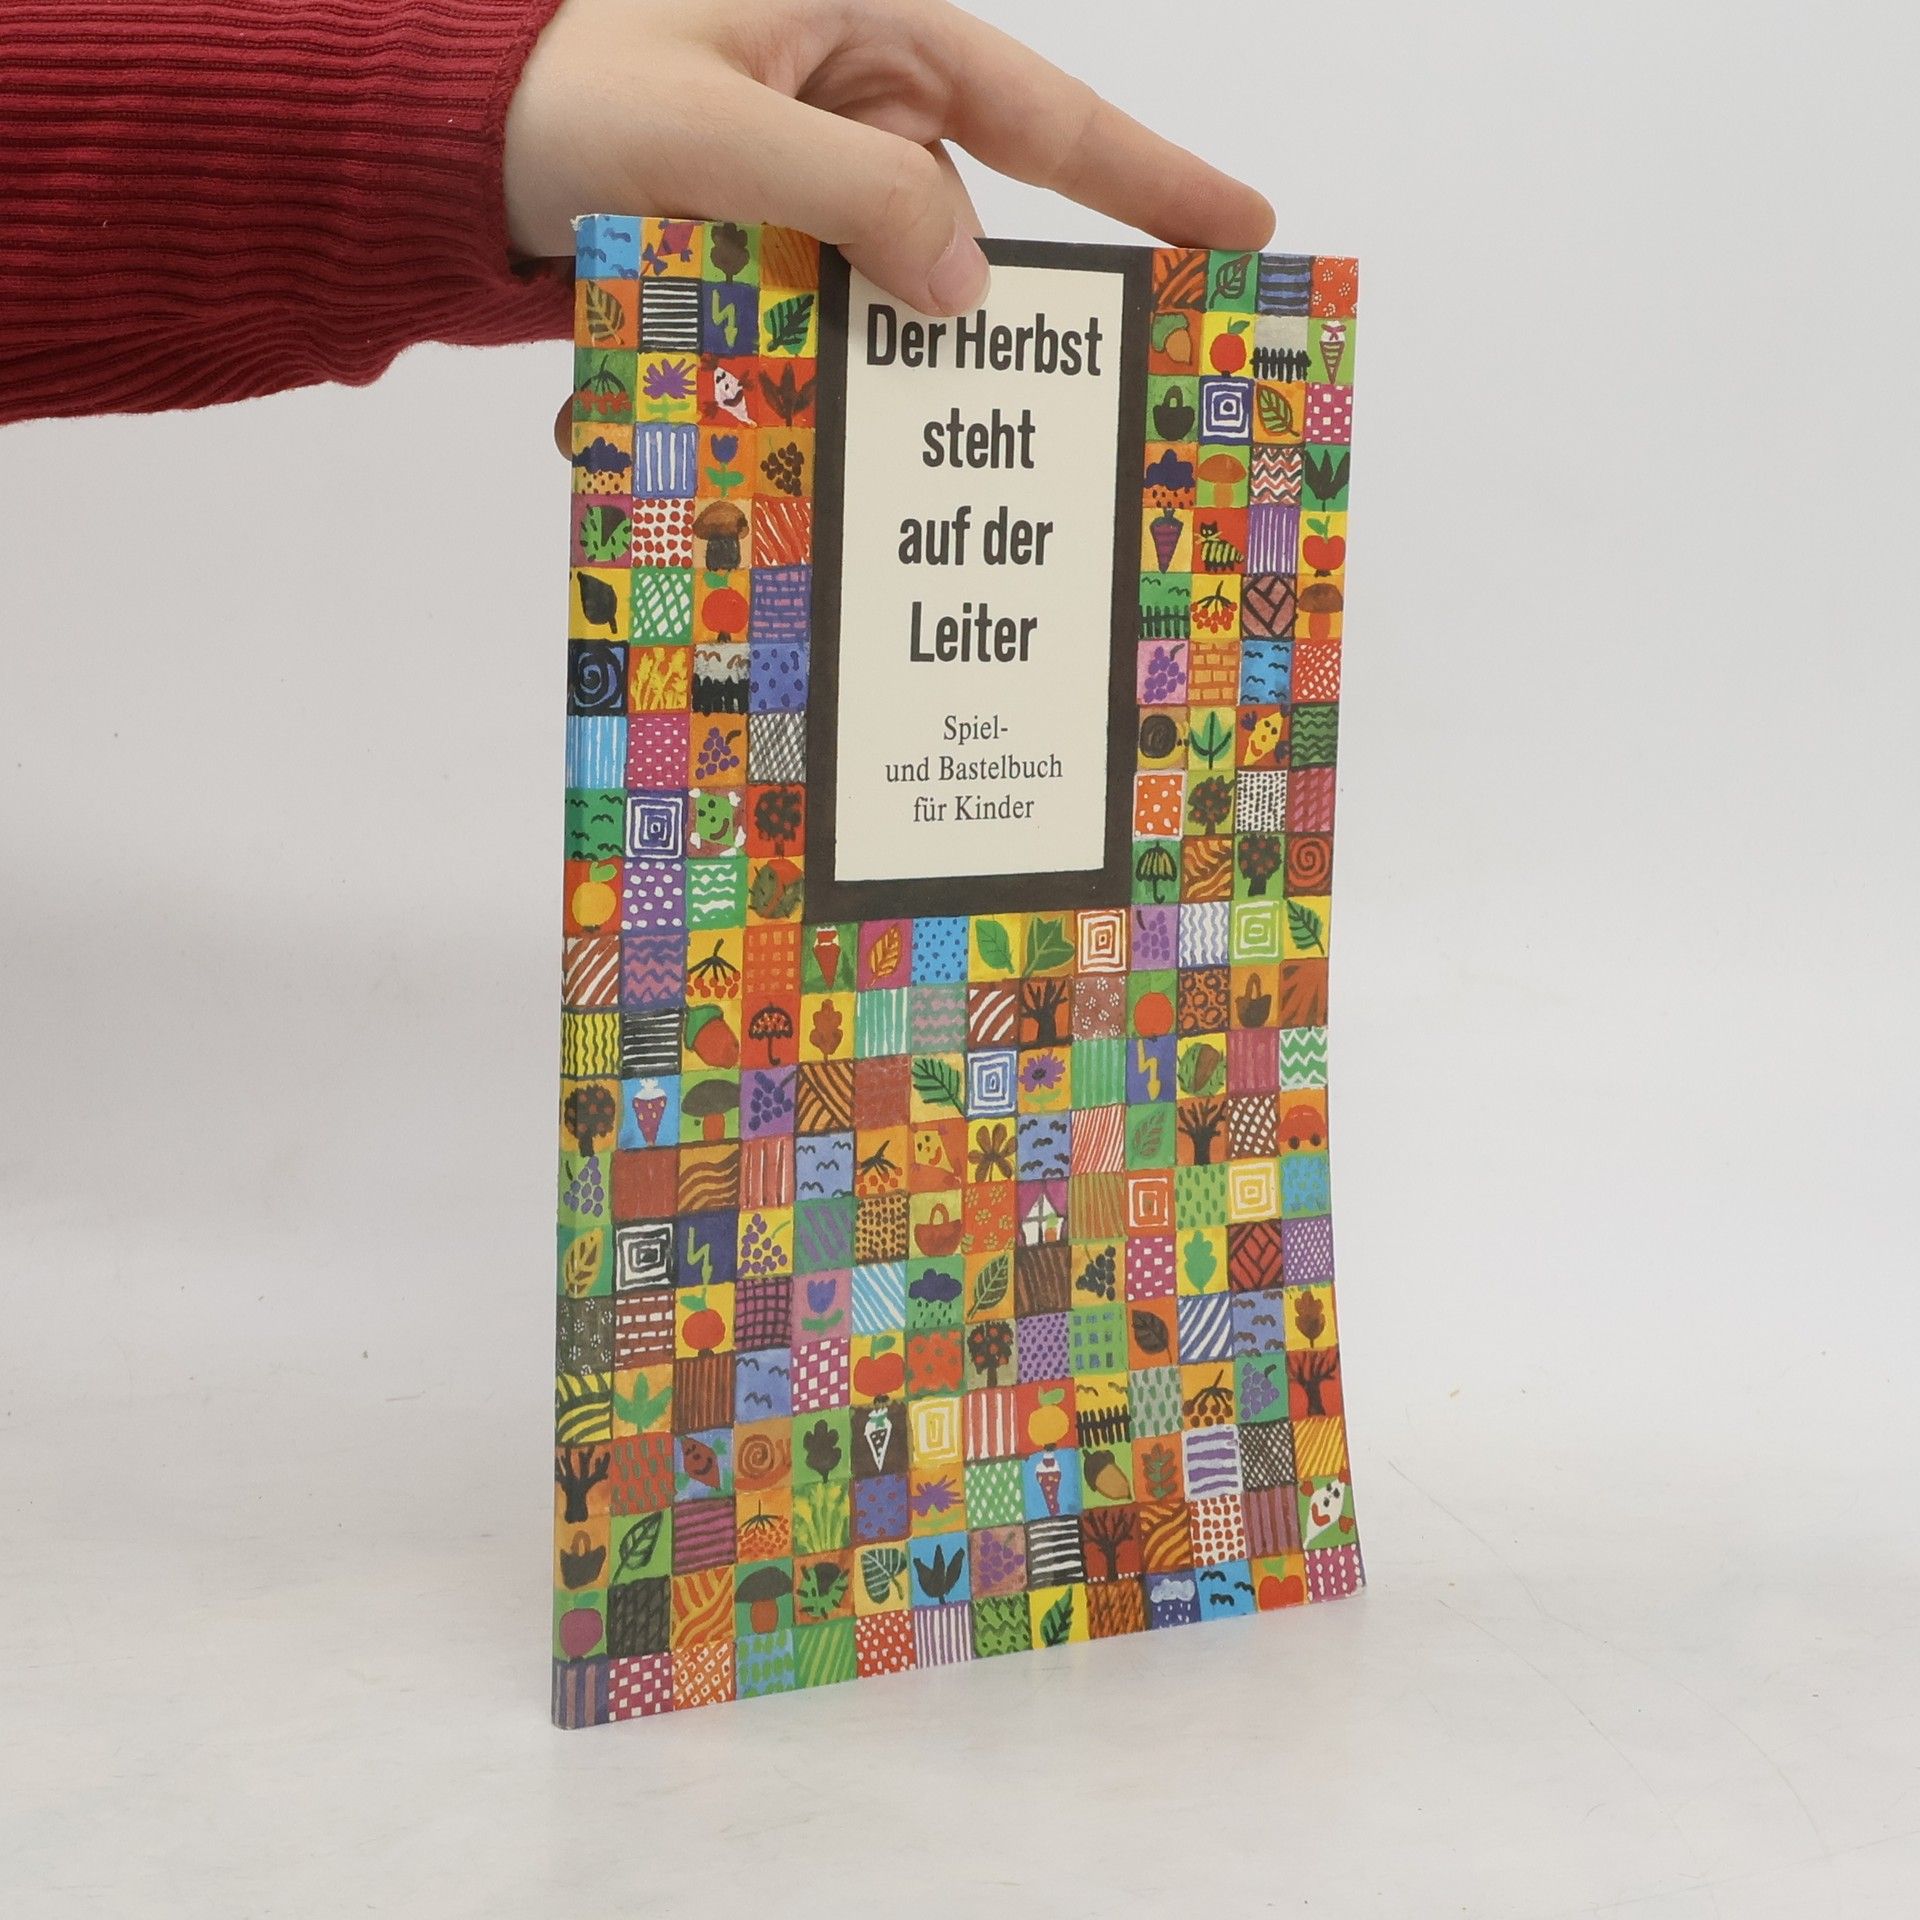 Der Herbst
steht
auf der
Leiter
Spiel-
und Bastelbuch
für Kinder